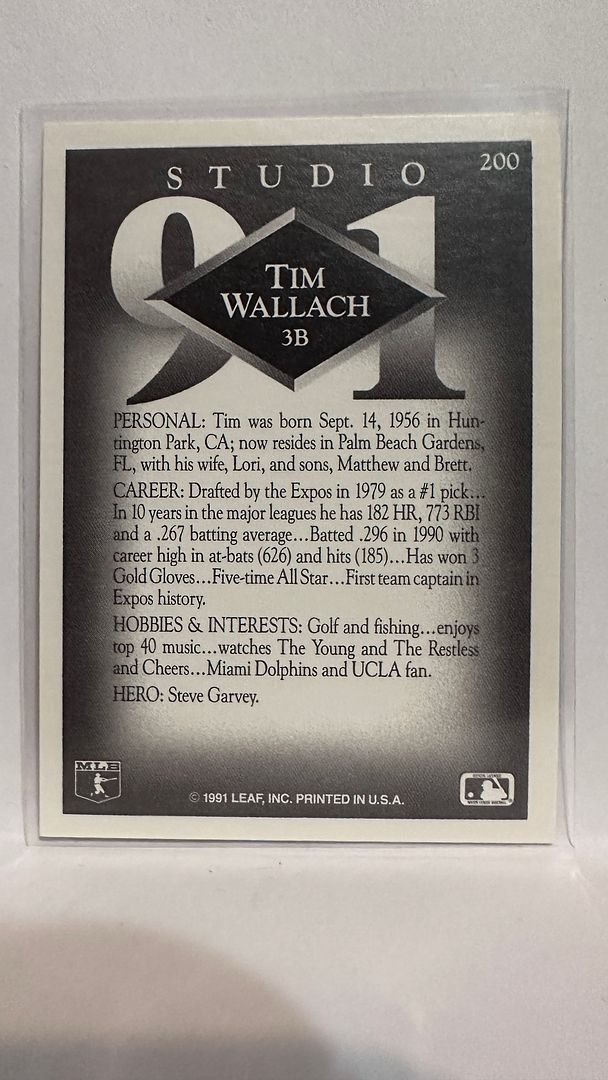 STUDIO 200
91
TIM
WALLACH
3B
PERSONAL: Tim was born Sept. 14, 1956 in Hun-
tington Park, CA; now resides in Palm Beach Gardens,
FL, with his wife, Lori, and sons, Matthew and Brett.
CAREER: Drafted by the Expos in 1979 as a #1 pick...
In 10 years in the major leagues he has 182 HR, 773 RBI
and a .267 batting average...Batted .296 in 1990 with
career high in at-bats (626) and hits (185)...Has won 3
Gold Gloves...Five-time All Star...First team captain in
Expos history.
HOBBIES & INTERESTS: Golf and fishing...enjoys
top 40 music...watches The Young and The Restless
and Cheers...Miami Dolphins and UCLA fan.
HERO: Steve Garvey.
MLB
© 1991 LEAF, INC. PRINTED IN U.S.A.